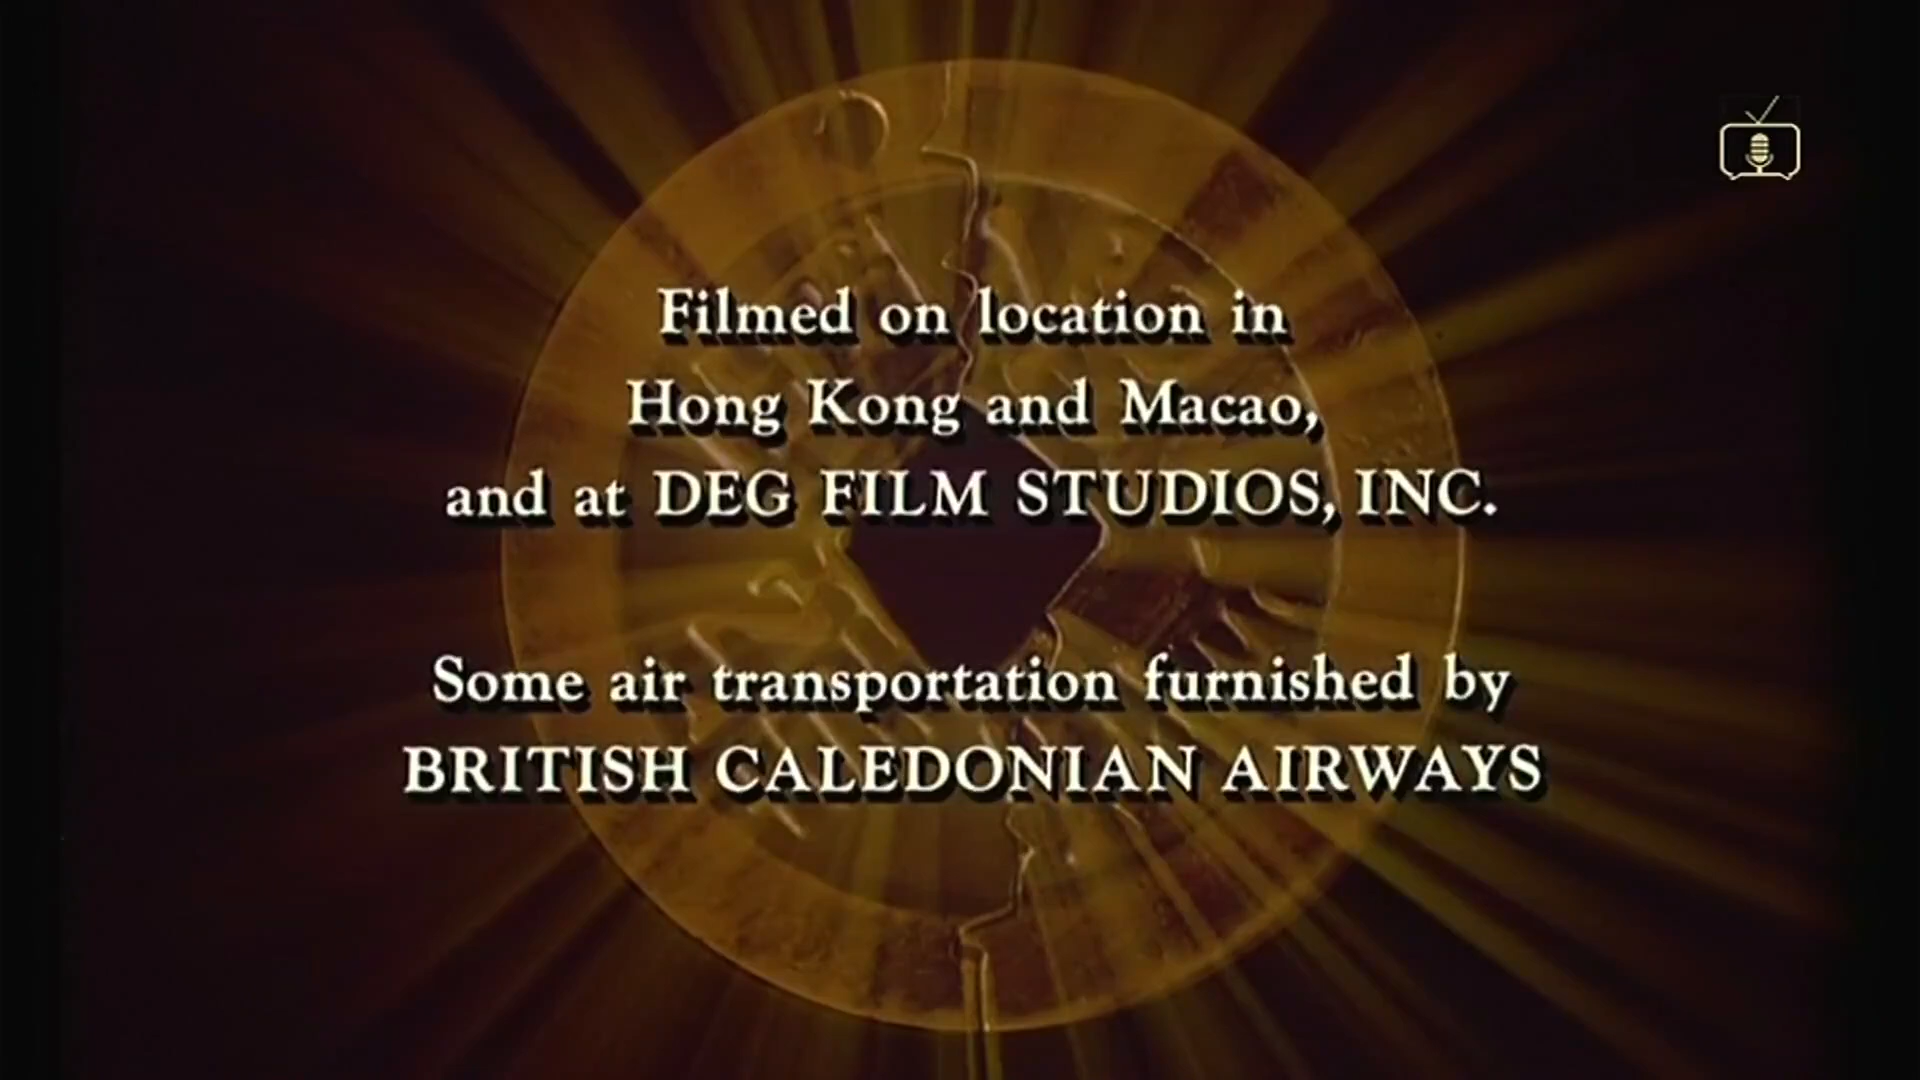 Filmed on location in
Hong Kong and Macao,
and at DEG FILM STUDIOS, INC.
Some air transportation furnished by
BRITISH CALEDONIAN AIRWAYS